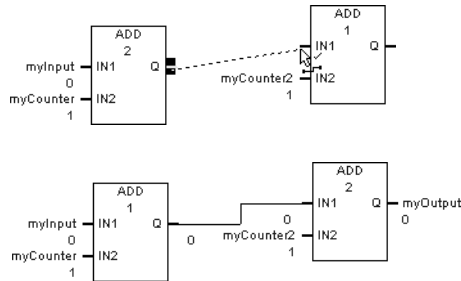 ADD
2
myInput IN1 Q
0
myCounter IN2
1
ADD
1
IN1 Q
myCounter2 IN2
1
ADD
1
myInput IN1 Q
0 0
myCounter IN2
1
ADD
2
IN1 Q myOutput
0 0
myCounter2 IN2
1